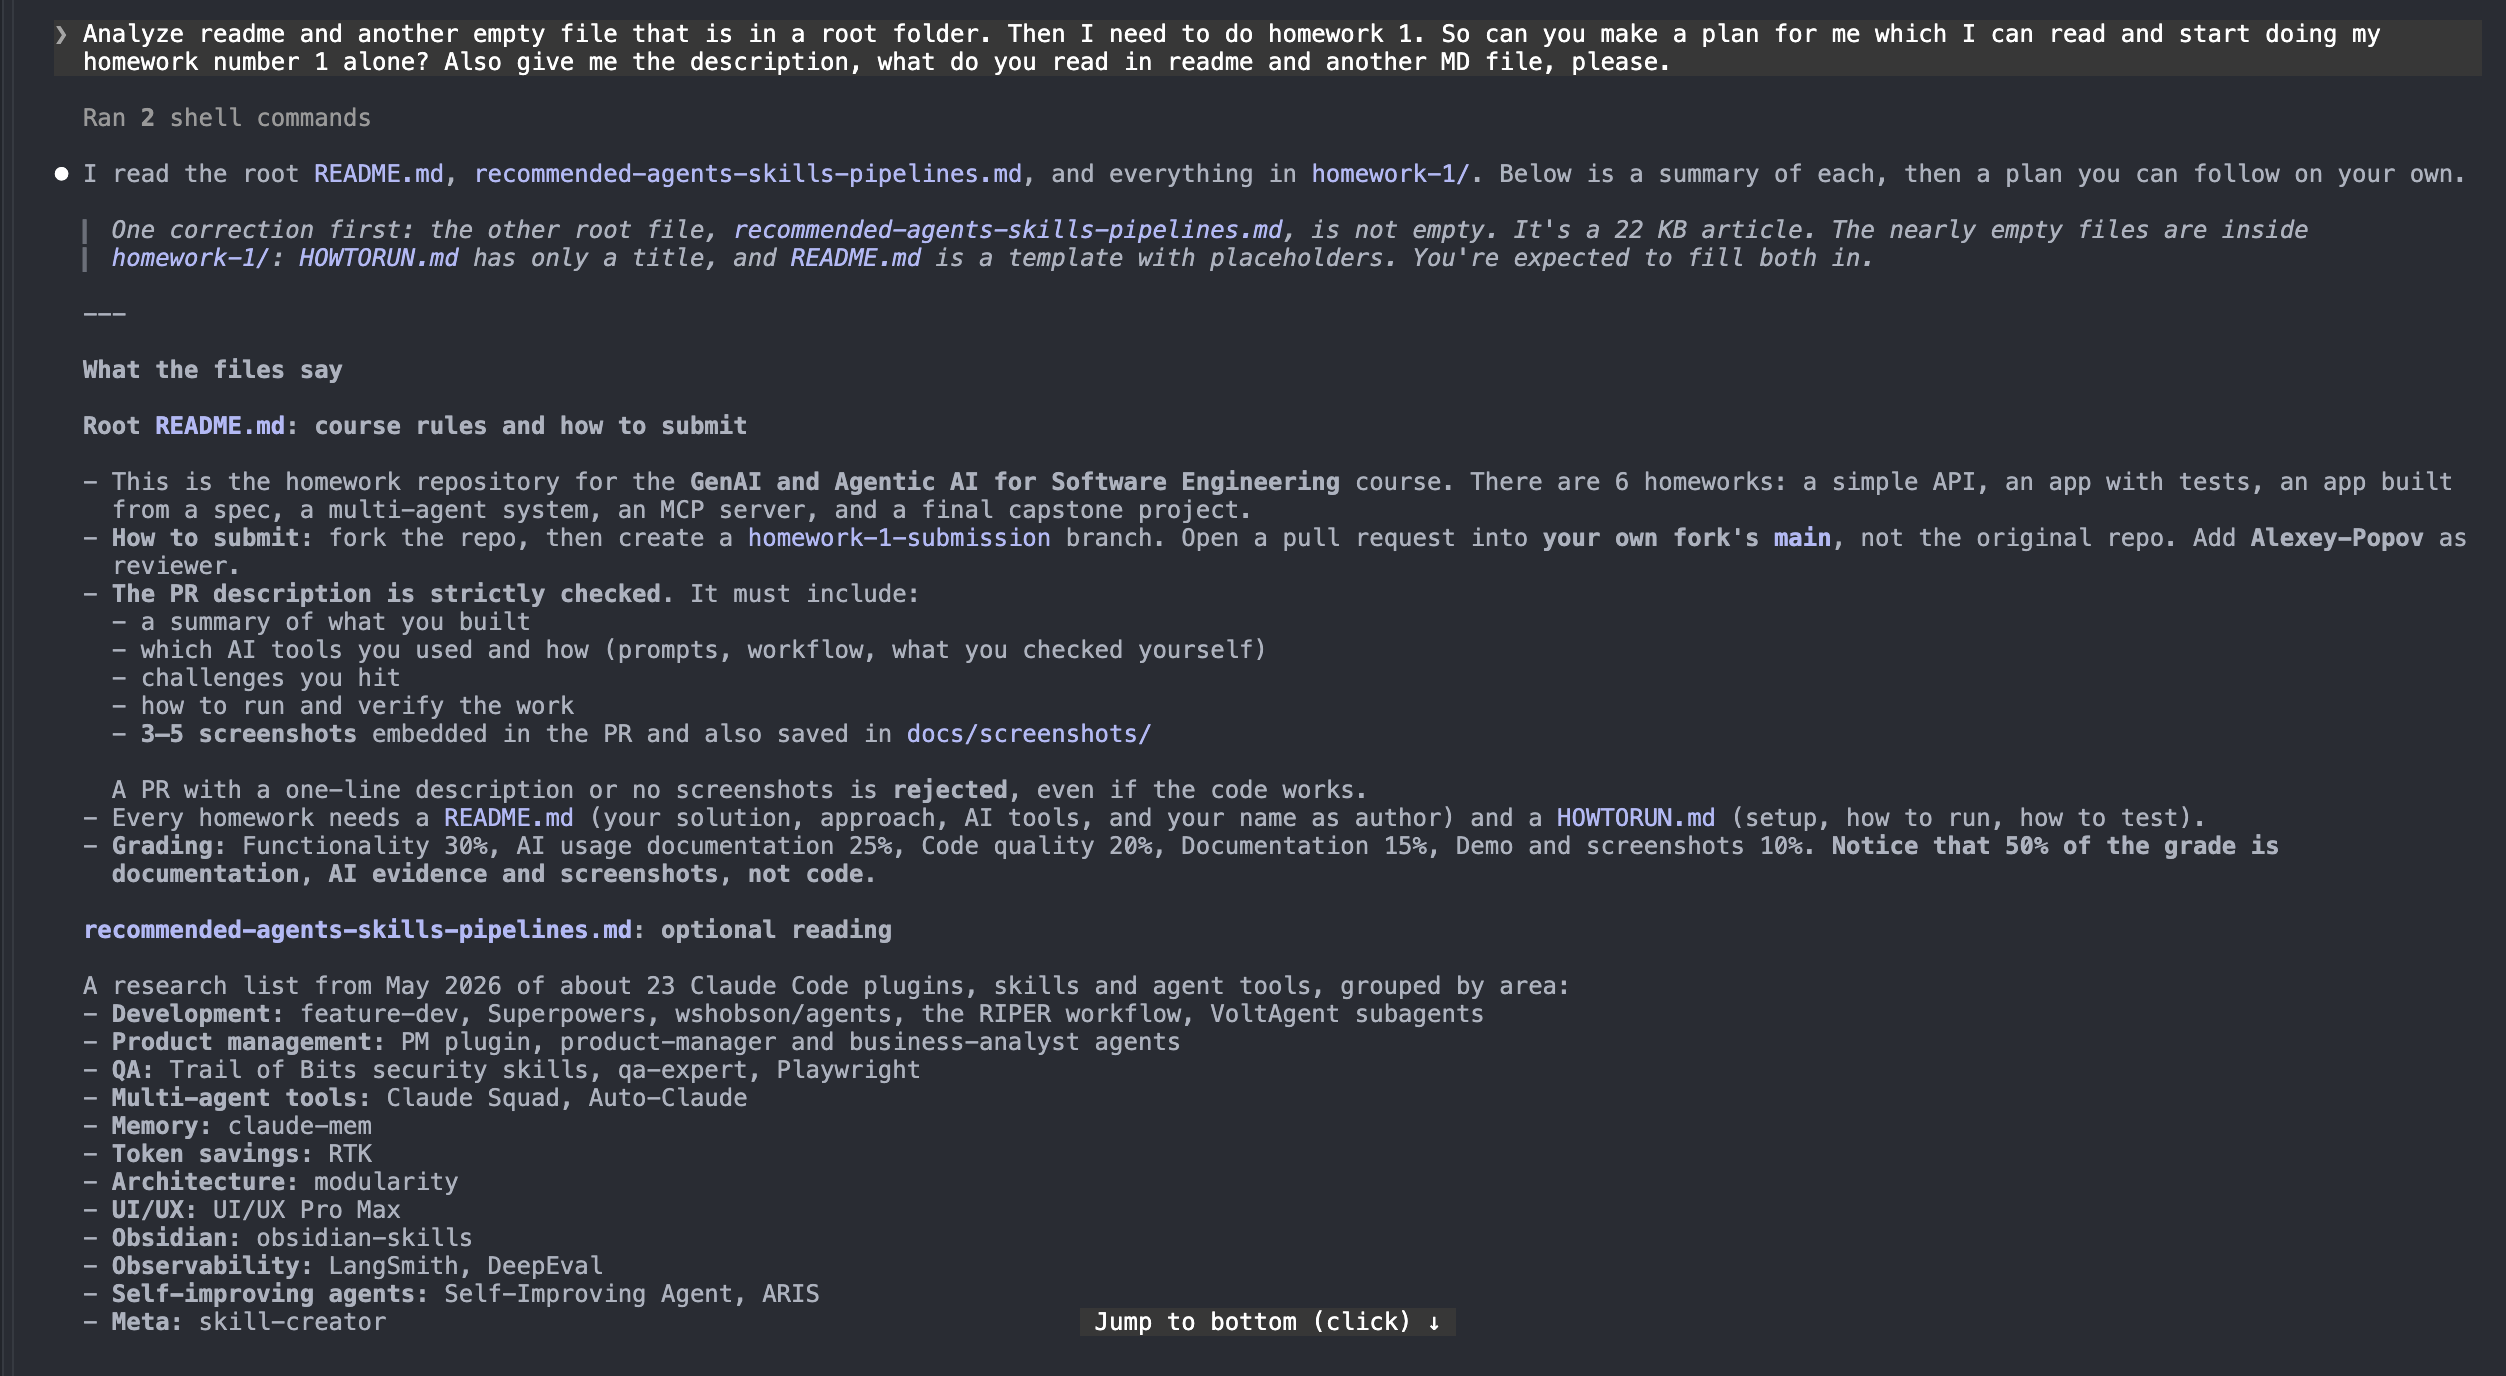 ❯ Analyze readme and another empty file that is in a root folder. Then I need to do homework 1. So can you make a plan for me which I can read and start doing my
homework number 1 alone? Also give me the description, what do you read in readme and another MD file, please.
Ran 2 shell commands
● I read the root README.md, recommended-agents-skills-pipelines.md, and everything in homework-1/. Below is a summary of each, then a plan you can follow on your own.
One correction first: the other root file, recommended-agents-skills-pipelines.md, is not empty. It's a 22 KB article. The nearly empty files are inside
homework-1/: HOWTORUN.md has only a title, and README.md is a template with placeholders. You're expected to fill both in.
---
What the files say
Root README.md: course rules and how to submit
- This is the homework repository for the GenAI and Agentic AI for Software Engineering course. There are 6 homeworks: a simple API, an app with tests, an app built
from a spec, a multi-agent system, an MCP server, and a final capstone project.
- How to submit: fork the repo, then create a homework-1-submission branch. Open a pull request into your own fork's main, not the original repo. Add Alexey-Popov as
reviewer.
- The PR description is strictly checked. It must include:
- a summary of what you built
- which AI tools you used and how (prompts, workflow, what you checked yourself)
- challenges you hit
- how to run and verify the work
- 3–5 screenshots embedded in the PR and also saved in docs/screenshots/
A PR with a one-line description or no screenshots is rejected, even if the code works.
- Every homework needs a README.md (your solution, approach, AI tools, and your name as author) and a HOWTORUN.md (setup, how to run, how to test).
- Grading: Functionality 30%, AI usage documentation 25%, Code quality 20%, Documentation 15%, Demo and screenshots 10%. Notice that 50% of the grade is
documentation, AI evidence and screenshots, not code.
recommended-agents-skills-pipelines.md: optional reading
A research list from May 2026 of about 23 Claude Code plugins, skills and agent tools, grouped by area:
- Development: feature-dev, Superpowers, wshobson/agents, the RIPER workflow, VoltAgent subagents
- Product management: PM plugin, product-manager and business-analyst agents
- QA: Trail of Bits security skills, qa-expert, Playwright
- Multi-agent tools: Claude Squad, Auto-Claude
- Memory: claude-mem
- Token savings: RTK
- Architecture: modularity
- UI/UX: UI/UX Pro Max
- Obsidian: obsidian-skills
- Observability: LangSmith, DeepEval
- Self-improving agents: Self-Improving Agent, ARIS
- Meta: skill-creator
Jump to bottom (click) ↓